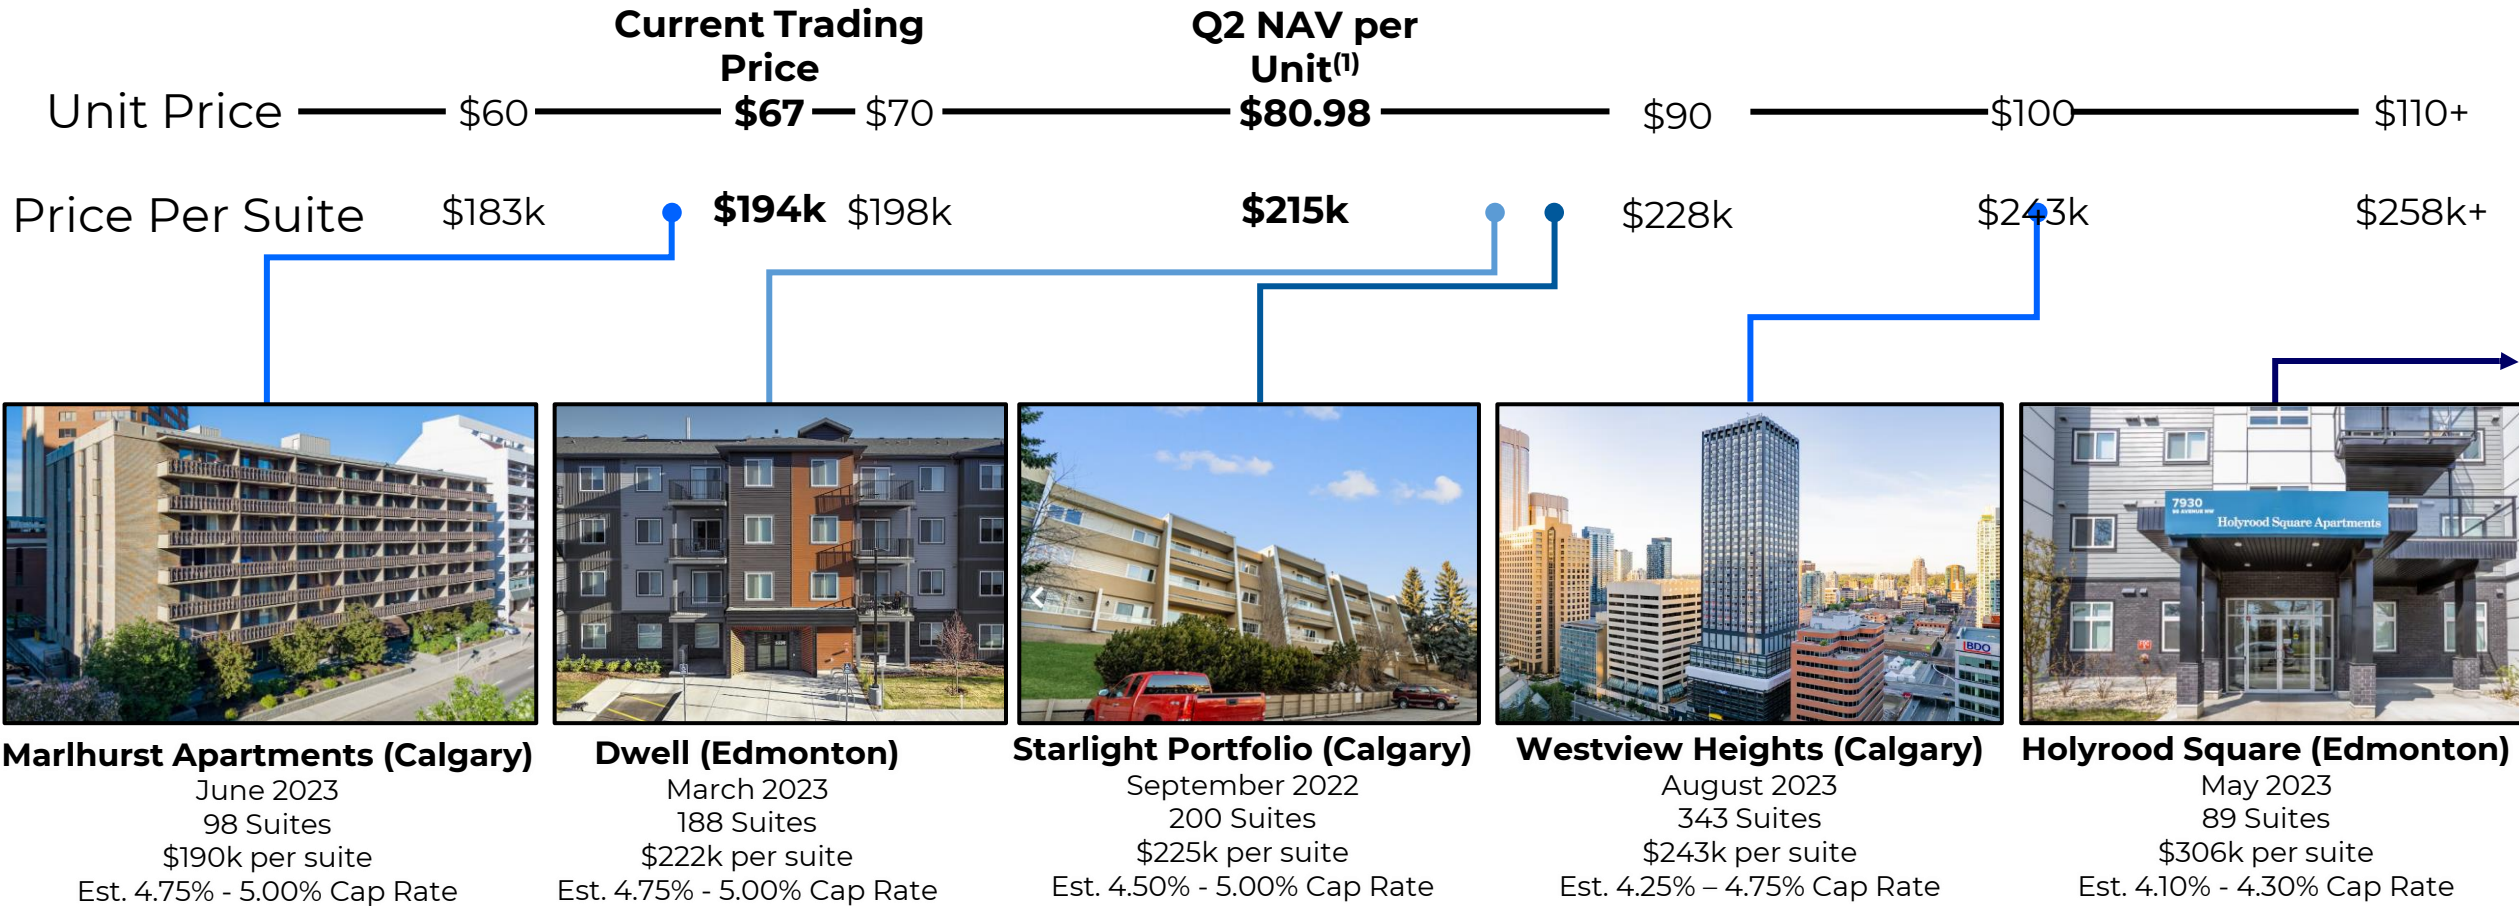 Current Trading
Price
Q2 NAV per
Unit(1)
Unit Price $60 $67 $70 $80.98 $90 $100 $110+
Price Per Suite $183k $194k $198k $215k $228k $243k $258k+
7930
Holyrood Square Apartments
BDO
Marlhurst Apartments (Calgary)
June 2023
98 Suites
$190k per suite
Est. 4.75% - 5.00% Cap Rate
Dwell (Edmonton)
March 2023
188 Suites
$222k per suite
Est. 4.75% - 5.00% Cap Rate
Starlight Portfolio (Calgary)
September 2022
200 Suites
$225k per suite
Est. 4.50% - 5.00% Cap Rate
Westview Heights (Calgary)
August 2023
343 Suites
$243k per suite
Est. 4.25% – 4.75% Cap Rate
Holyrood Square (Edmonton)
May 2023
89 Suites
$306k per suite
Est. 4.10% - 4.30% Cap Rate